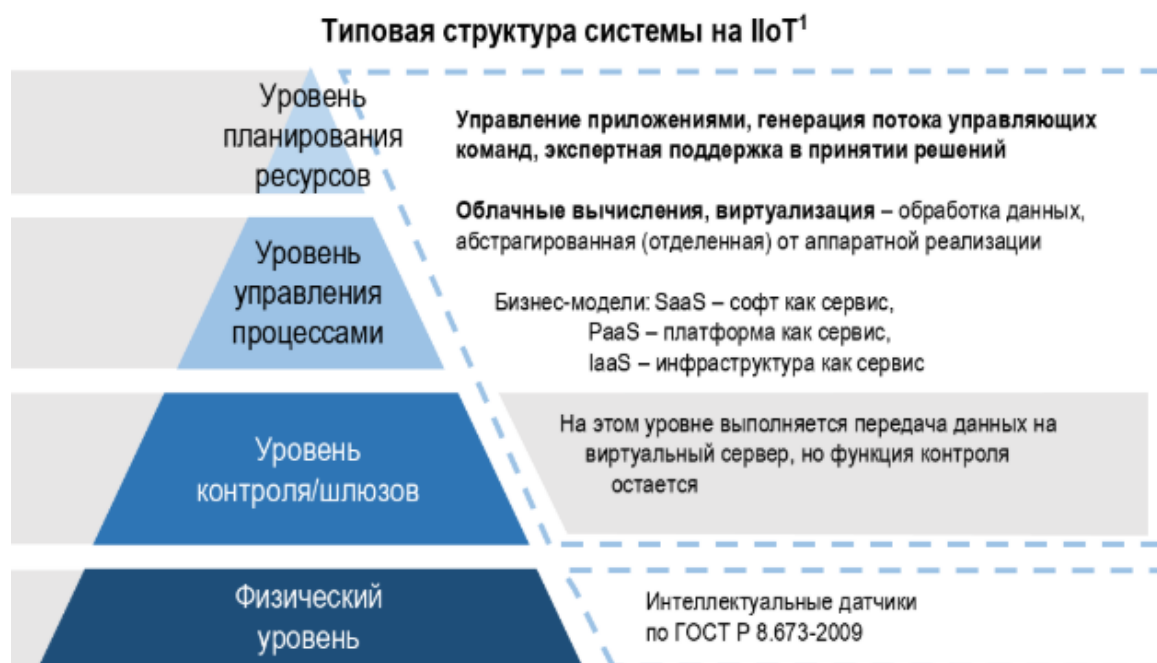 Типовая структура системы на IIoT¹
Уровень
планирования
ресурсов
Управление приложениями, генерация потока управляющих
команд, экспертная поддержка в принятии решений
Облачные вычисления, виртуализация – обработка данных,
абстрагированная (отделенная) от аппаратной реализации
Уровень
управления
процессами
Бизнес-модели: SaaS – софт как сервис,
PaaS – платформа как сервис,
IaaS – инфраструктура как сервис
Уровень
контроля/шлюзов
На этом уровне выполняется передача данных на
виртуальный сервер, но функция контроля
остается
Физический
уровень
Интеллектуальные датчики
по ГОСТ Р 8.673-2009